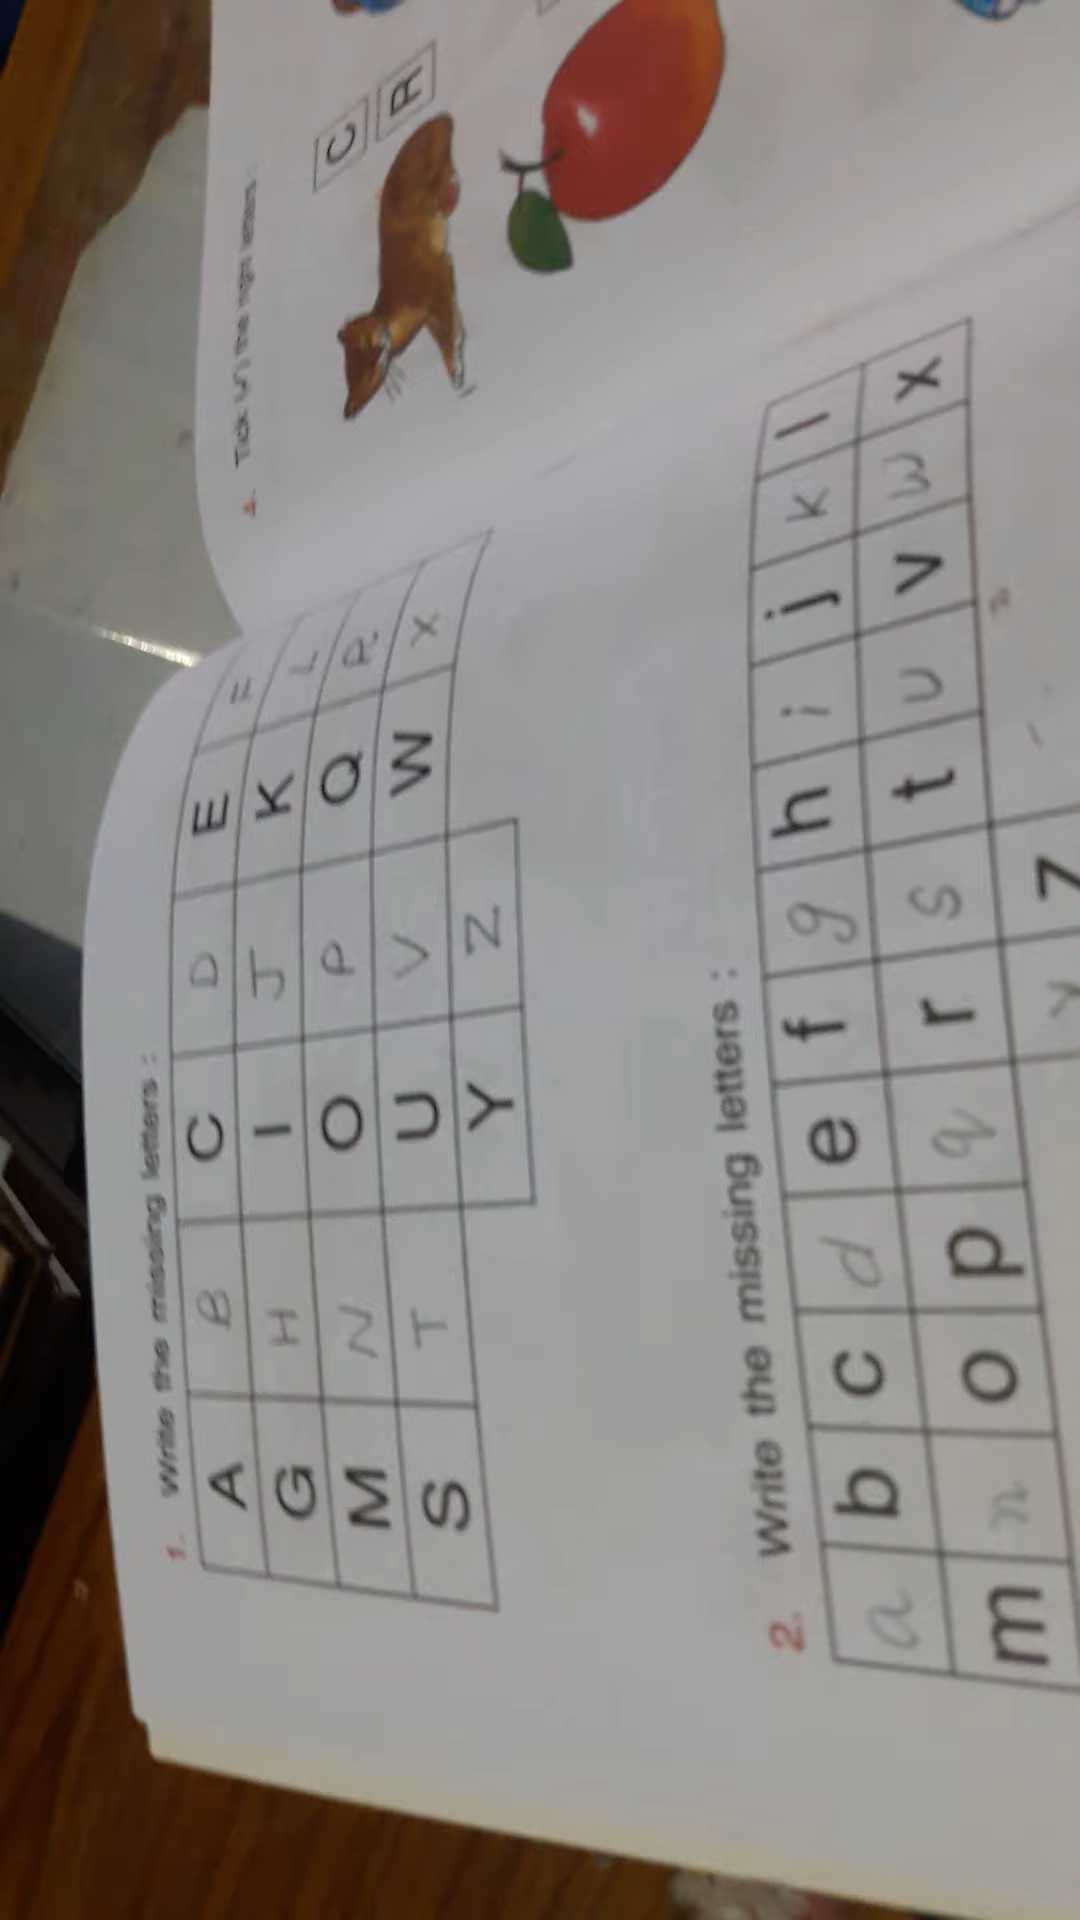 1. Write the missing letters :
A B C D E F
G H I J K L
M N O P Q R
S T U V W X
Y Z
2. Write the missing letters :
a b c d e f g h i j k l
m n o p q r s t u v w x
y z
4. Tick (✓) the right letters :
C
R